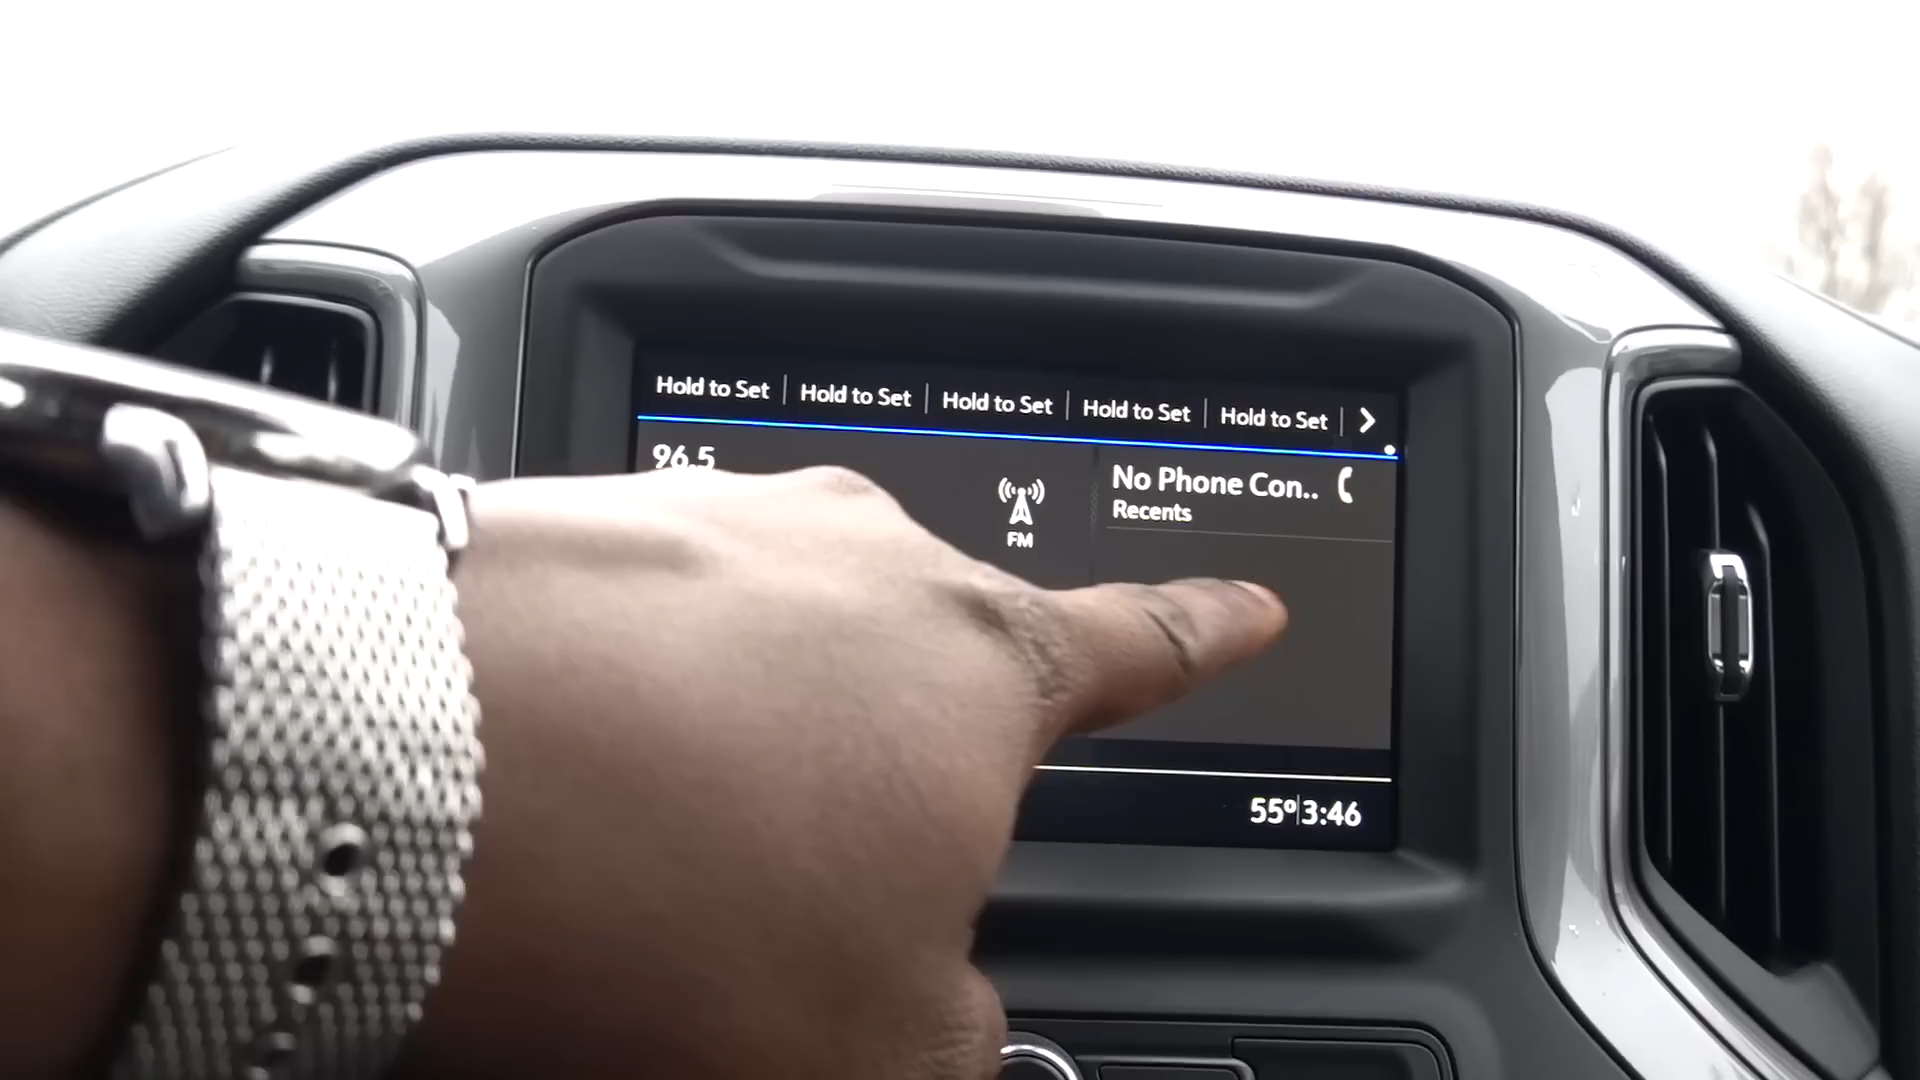 Hold to Set | Hold to Set | Hold to Set | Hold to Set | Hold to Set
96.5
FM
No Phone Con..
Recents
55° 3:46